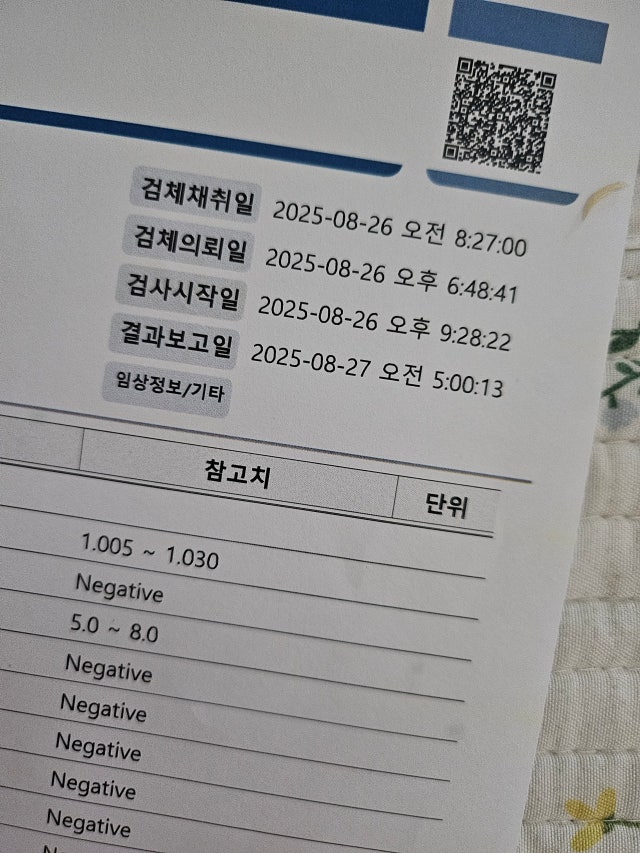 검체채취일 2025-08-26 오전 8:27:00
검체의뢰일 2025-08-26 오후 6:48:41
검사시작일 2025-08-26 오후 9:28:22
결과보고일 2025-08-27 오전 5:00:13
임상정보/기타
참고치 단위
1.005 ~ 1.030
Negative
5.0 ~ 8.0
Negative
Negative
Negative
Negative
Negative